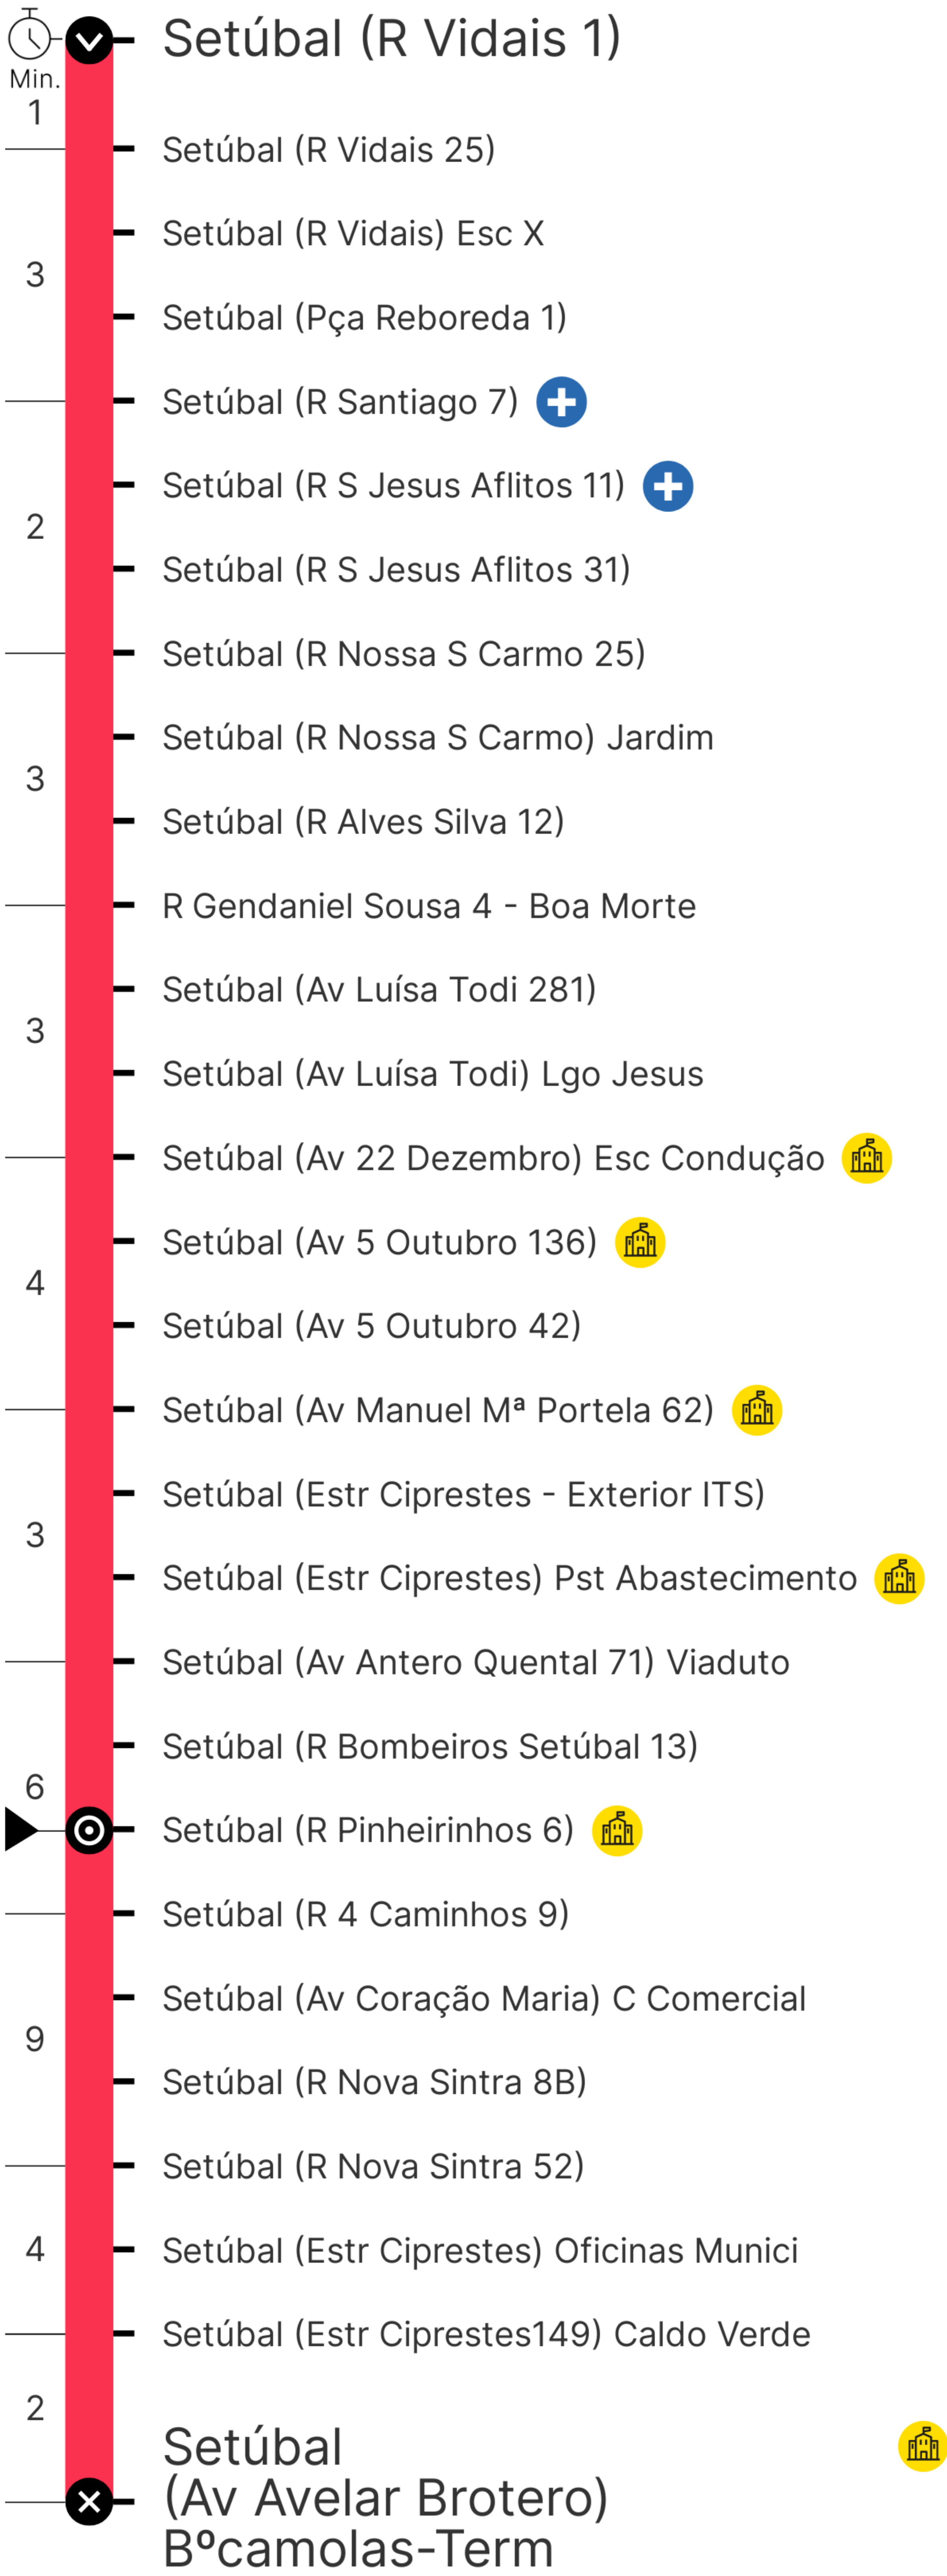 Setúbal (R Vidais 1)
Min.
1
Setúbal (R Vidais 25)
Setúbal (R Vidais) Esc X
3
Setúbal (Pça Reboreda 1)
Setúbal (R Santiago 7)
Setúbal (R S Jesus Aflitos 11)
2
Setúbal (R S Jesus Aflitos 31)
Setúbal (R Nossa S Carmo 25)
Setúbal (R Nossa S Carmo) Jardim
3
Setúbal (R Alves Silva 12)
R Gendaniel Sousa 4 - Boa Morte
Setúbal (Av Luísa Todi 281)
3
Setúbal (Av Luísa Todi) Lgo Jesus
Setúbal (Av 22 Dezembro) Esc Condução
Setúbal (Av 5 Outubro 136)
4
Setúbal (Av 5 Outubro 42)
Setúbal (Av Manuel Mª Portela 62)
Setúbal (Estr Ciprestes - Exterior ITS)
3
Setúbal (Estr Ciprestes) Pst Abastecimento
Setúbal (Av Antero Quental 71) Viaduto
Setúbal (R Bombeiros Setúbal 13)
6
Setúbal (R Pinheirinhos 6)
Setúbal (R 4 Caminhos 9)
Setúbal (Av Coração Maria) C Comercial
9
Setúbal (R Nova Sintra 8B)
Setúbal (R Nova Sintra 52)
4
Setúbal (Estr Ciprestes) Oficinas Munici
Setúbal (Estr Ciprestes149) Caldo Verde
2
Setúbal
(Av Avelar Brotero)
Bºcamolas-Term